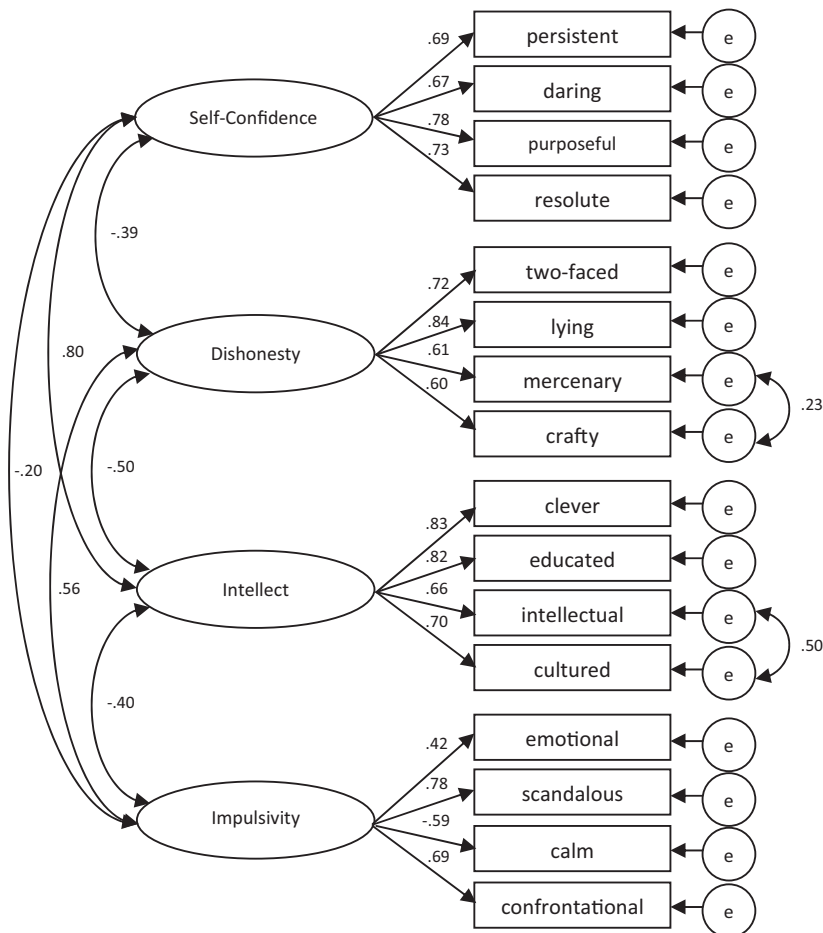 .69
persistent
e
.67
daring
e
Self-Confidence
.78
purposeful
e
.73
resolute
e
-.39
.72
two-faced
e
.84
lying
e
.80
Dishonesty
.61
mercenary
e
.23
.60
crafty
e
-.20
-.50
.83
clever
e
.82
educated
e
.56
Intellect
.66
intellectual
e
.50
.70
cultured
e
-.40
.42
emotional
e
.78
scandalous
e
Impulsivity
-.59
calm
e
.69
confrontational
e